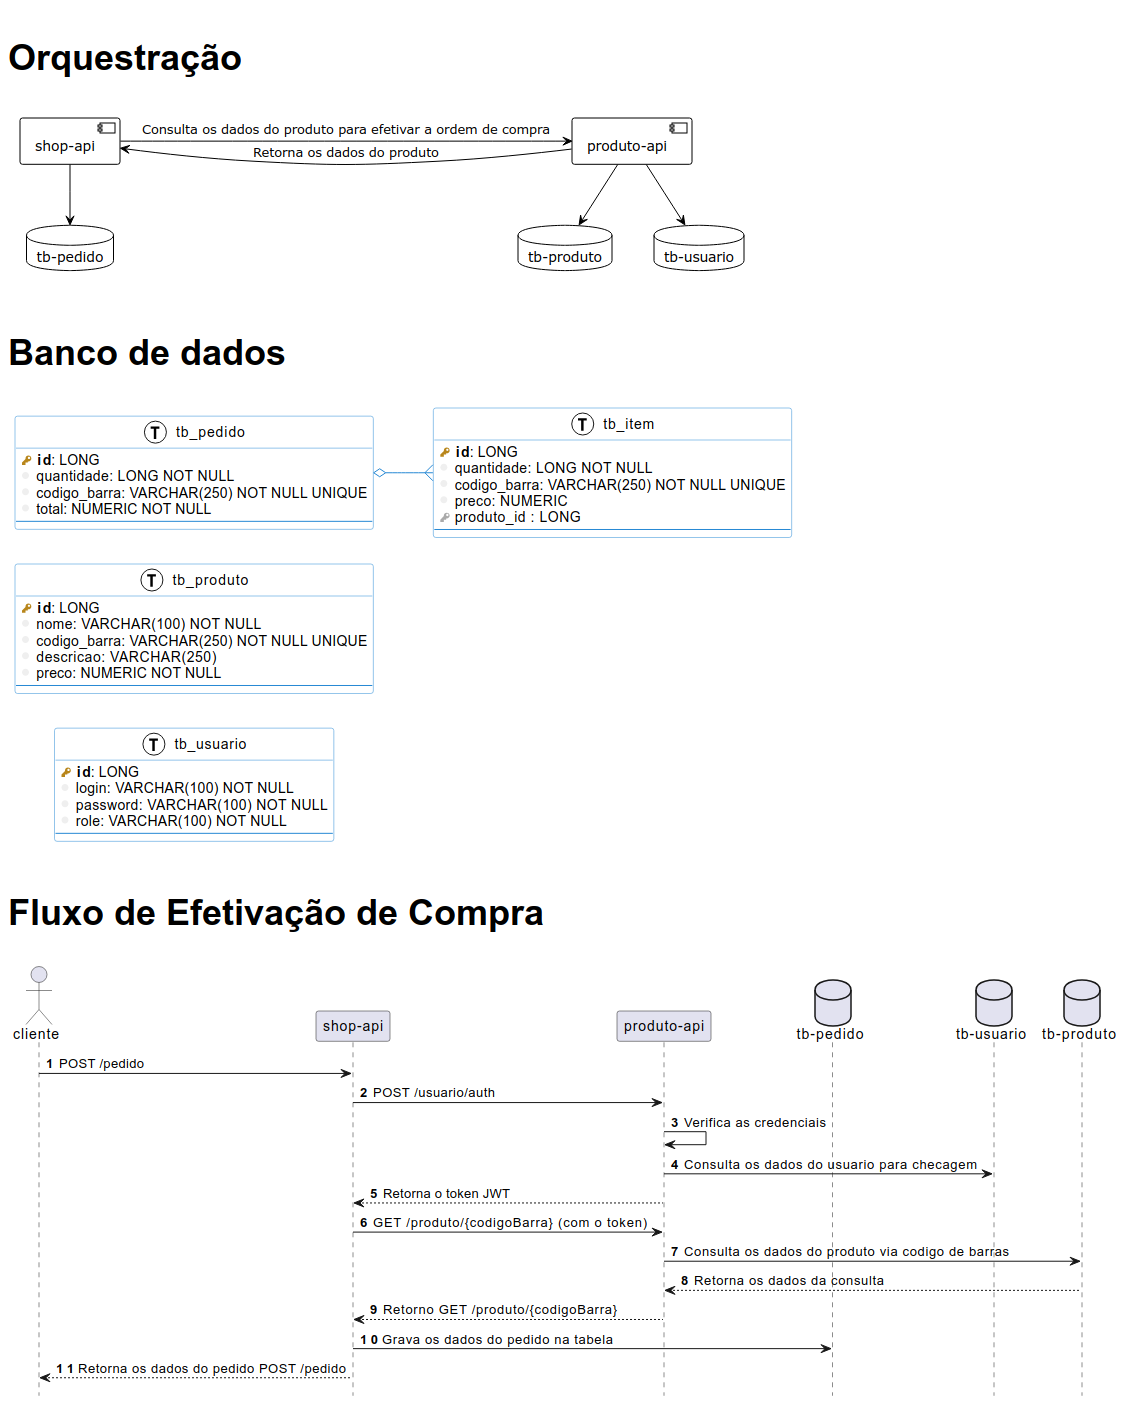 Orquestração
shop-api
Consulta os dados do produto para efetivar a ordem de compra
Retorna os dados do produto
produto-api
tb-pedido
tb-produto
tb-usuario
Banco de dados
T tb_pedido
id: LONG
quantidade: LONG NOT NULL
codigo_barra: VARCHAR(250) NOT NULL UNIQUE
total: NUMERIC NOT NULL
T tb_item
id: LONG
quantidade: LONG NOT NULL
codigo_barra: VARCHAR(250) NOT NULL UNIQUE
preco: NUMERIC
produto_id : LONG
T tb_produto
id: LONG
nome: VARCHAR(100) NOT NULL
codigo_barra: VARCHAR(250) NOT NULL UNIQUE
descricao: VARCHAR(250)
preco: NUMERIC NOT NULL
T tb_usuario
id: LONG
login: VARCHAR(100) NOT NULL
password: VARCHAR(100) NOT NULL
role: VARCHAR(100) NOT NULL
Fluxo de Efetivação de Compra
cliente
shop-api
produto-api
tb-pedido
tb-usuario
tb-produto
1 POST /pedido
2 POST /usuario/auth
3 Verifica as credenciais
4 Consulta os dados do usuario para checagem
5 Retorna o token JWT
6 GET /produto/{codigoBarra} (com o token)
7 Consulta os dados do produto via codigo de barras
8 Retorna os dados da consulta
9 Retorno GET /produto/{codigoBarra}
10 Grava os dados do pedido na tabela
11 Retorna os dados do pedido POST /pedido